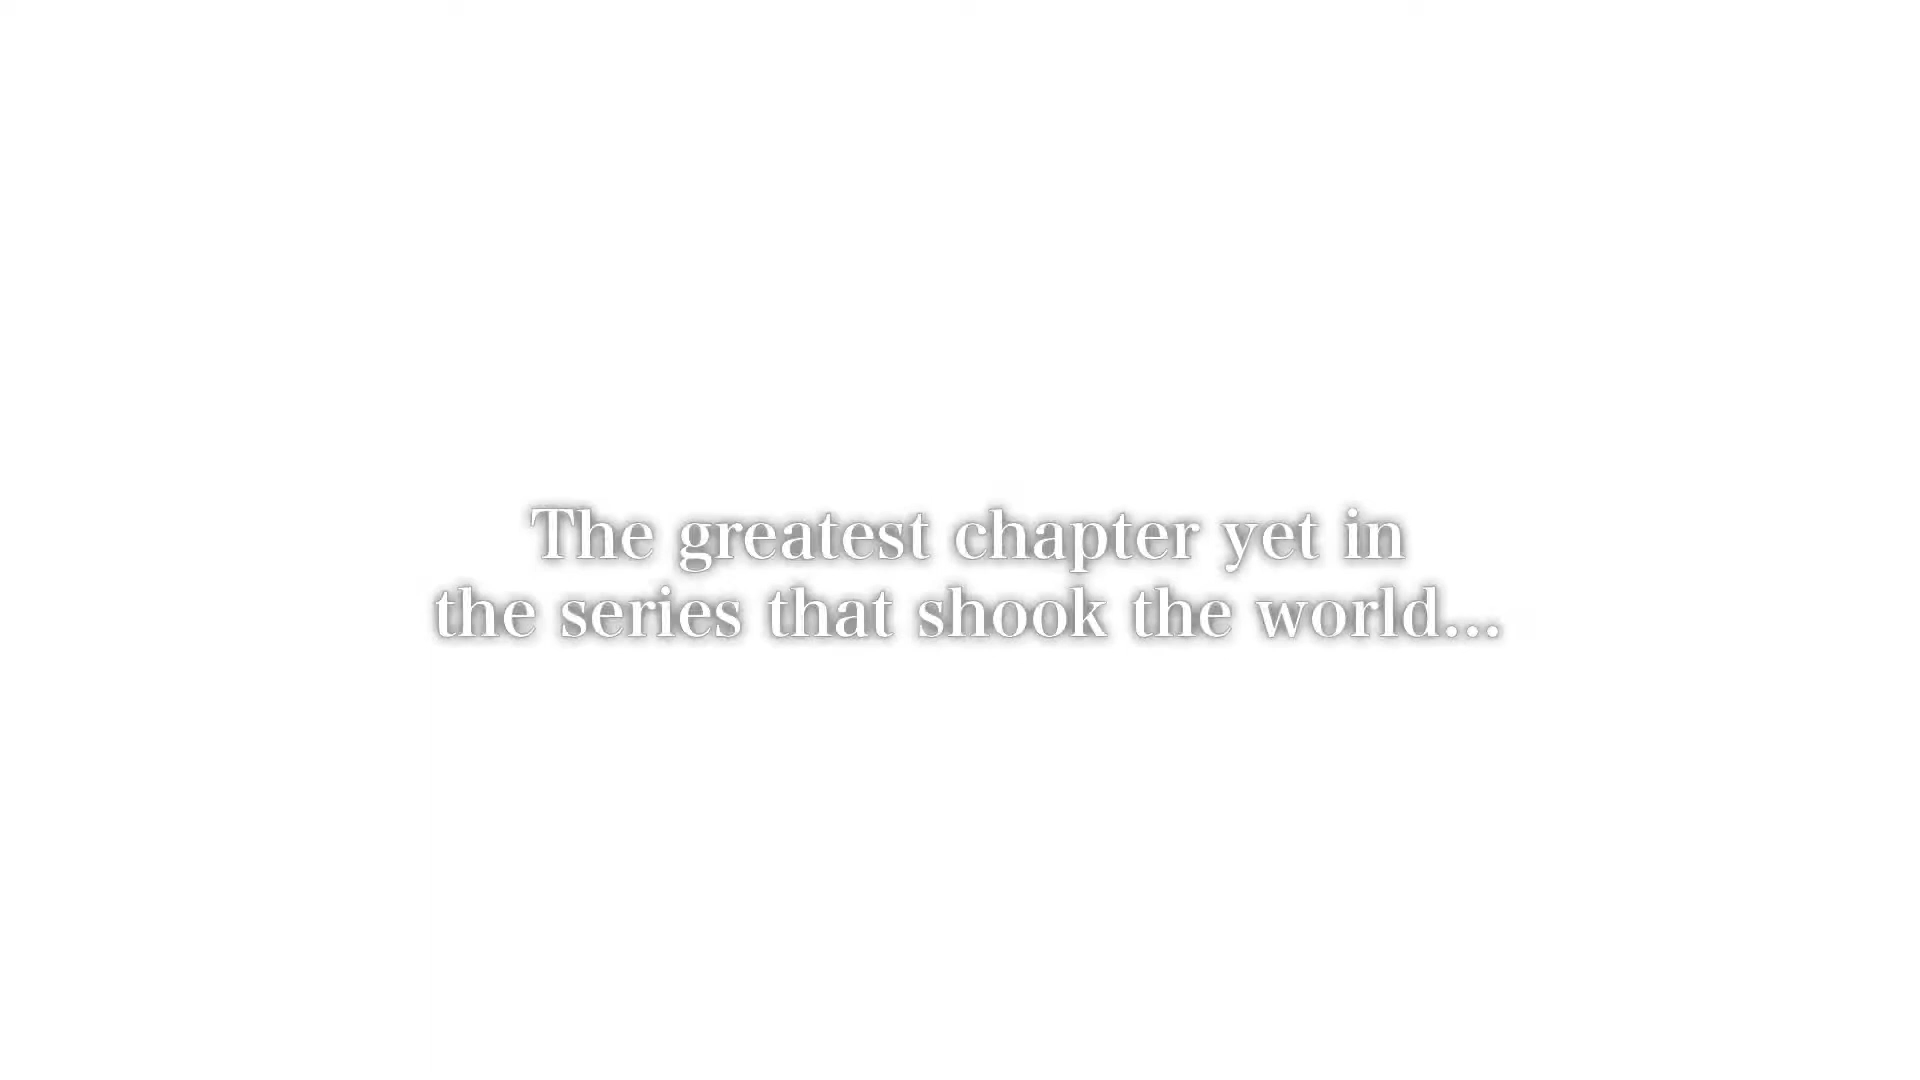 The greatest chapter yet in
the series that shook the world...